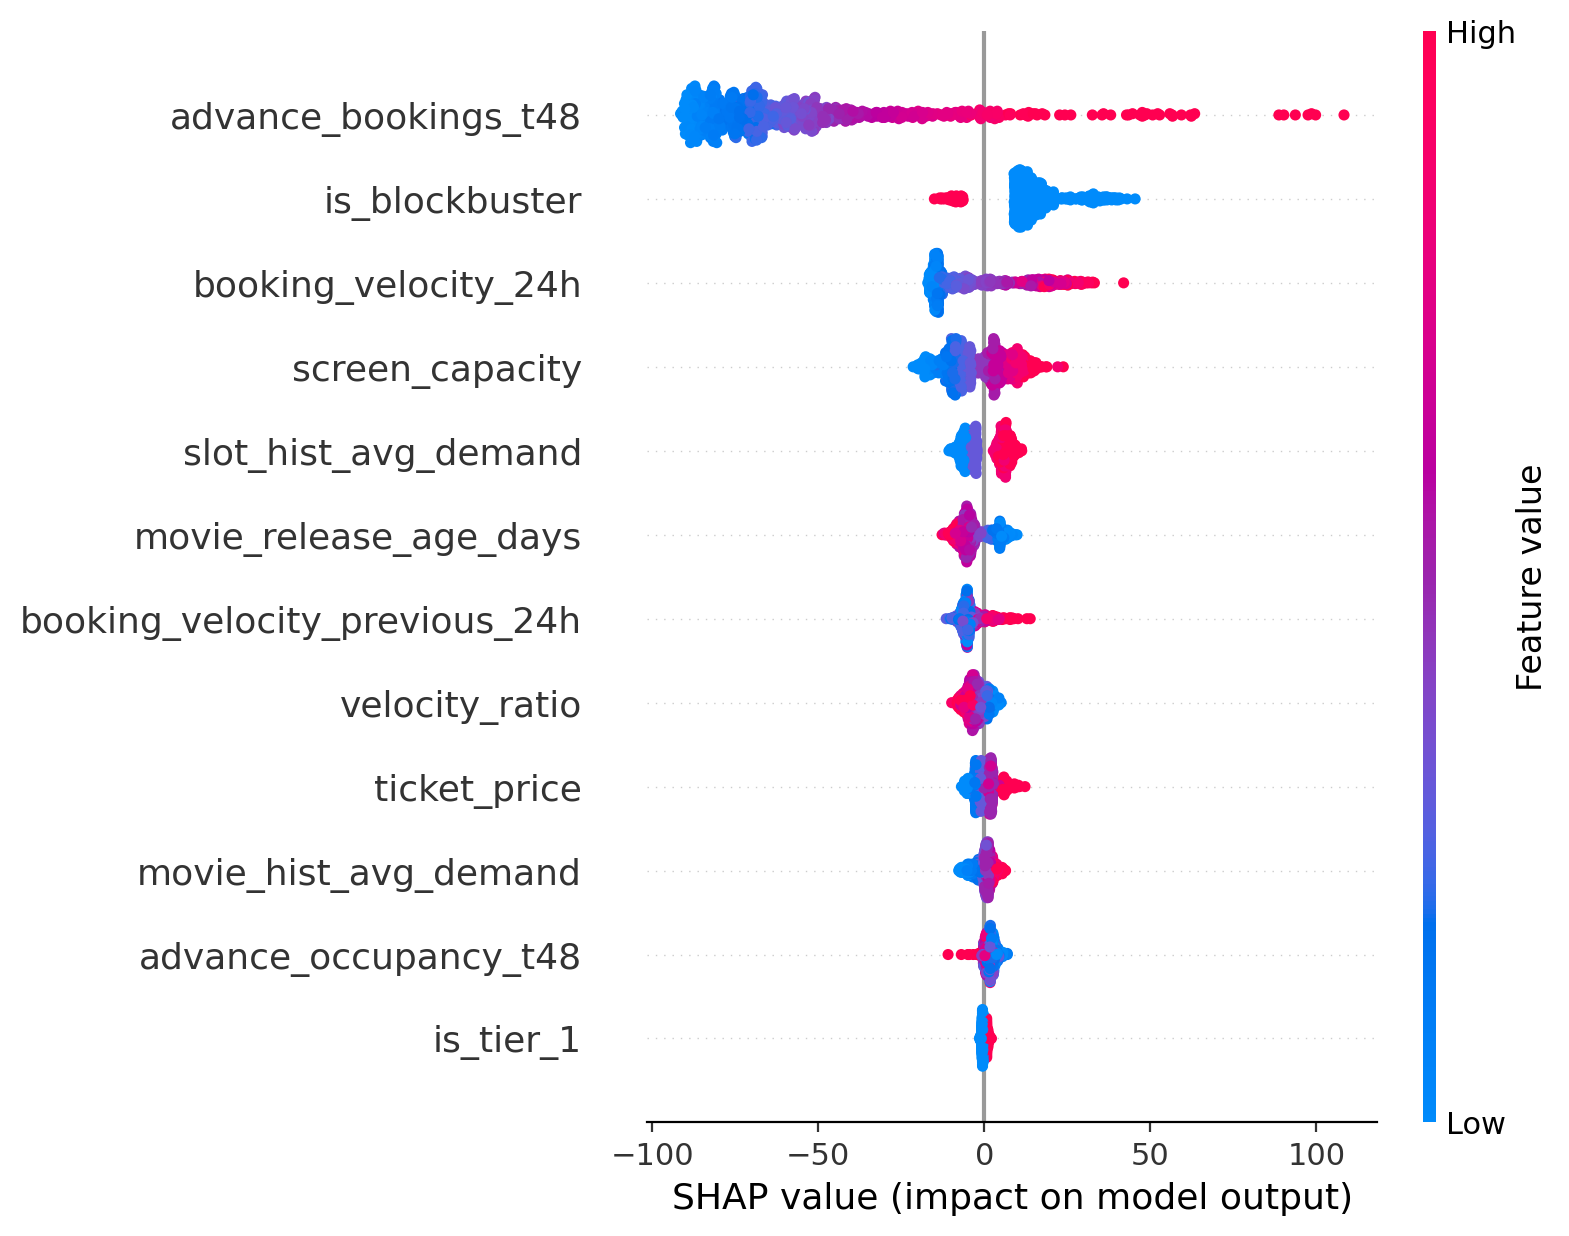 High
advance_bookings_t48
is_blockbuster
booking_velocity_24h
screen_capacity
slot_hist_avg_demand
movie_release_age_days
booking_velocity_previous_24h
velocity_ratio
ticket_price
movie_hist_avg_demand
advance_occupancy_t48
is_tier_1
Feature value
Low
−100 −50 0 50 100
SHAP value (impact on model output)